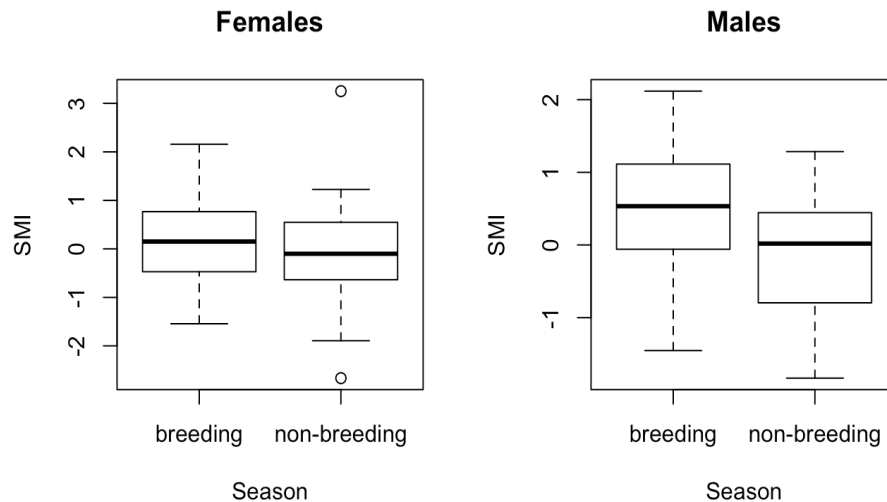 Females
SMI
3
2
1
0
-1
-2
breeding
non-breeding
Season
Males
SMI
2
1
0
-1
breeding
non-breeding
Season